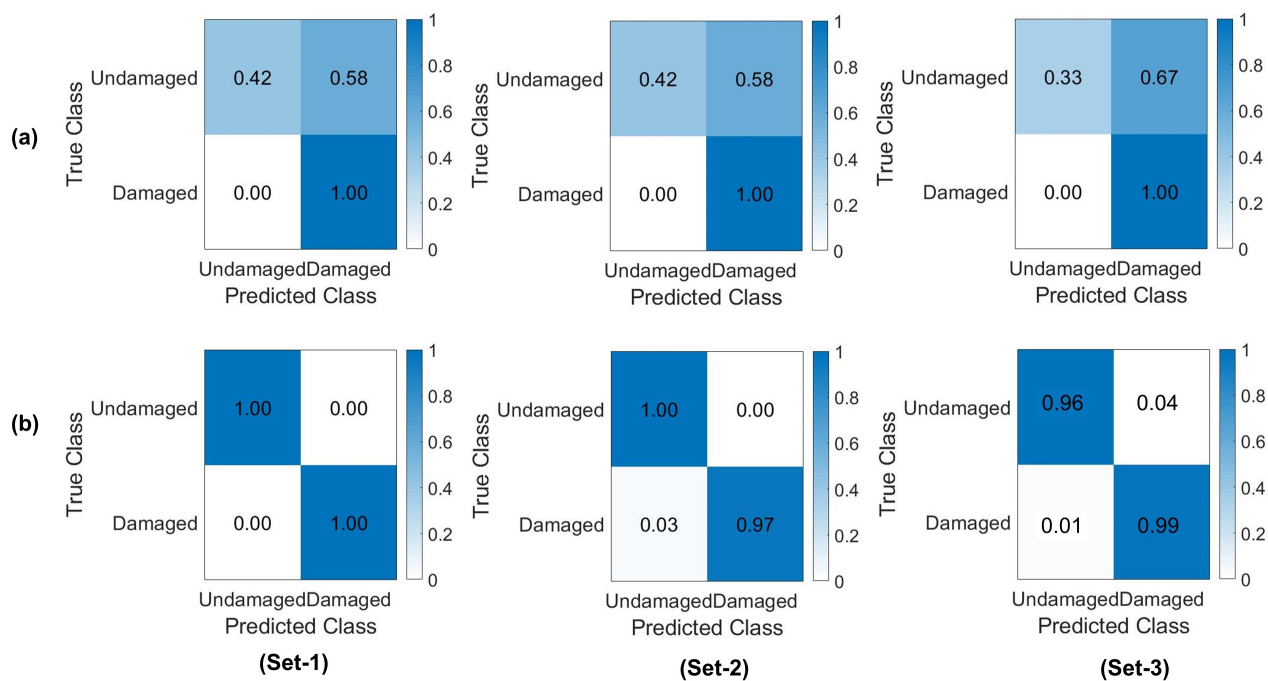 (a)
True Class
Undamaged
Damaged
0.42 0.58
0.00 1.00
UndamagedDamaged
Predicted Class
1
0.8
0.6
0.4
0.2
0
True Class
Undamaged
Damaged
0.42 0.58
0.00 1.00
UndamagedDamaged
Predicted Class
1
0.8
0.6
0.4
0.2
0
True Class
Undamaged
Damaged
0.33 0.67
0.00 1.00
UndamagedDamaged
Predicted Class
1
0.8
0.6
0.4
0.2
0
(b)
True Class
Undamaged
Damaged
1.00 0.00
0.00 1.00
UndamagedDamaged
Predicted Class
1
0.8
0.6
0.4
0.2
0
(Set-1)
True Class
Undamaged
Damaged
1.00 0.00
0.03 0.97
UndamagedDamaged
Predicted Class
1
0.8
0.6
0.4
0.2
0
(Set-2)
True Class
Undamaged
Damaged
0.96 0.04
0.01 0.99
UndamagedDamaged
Predicted Class
1
0.8
0.6
0.4
0.2
0
(Set-3)